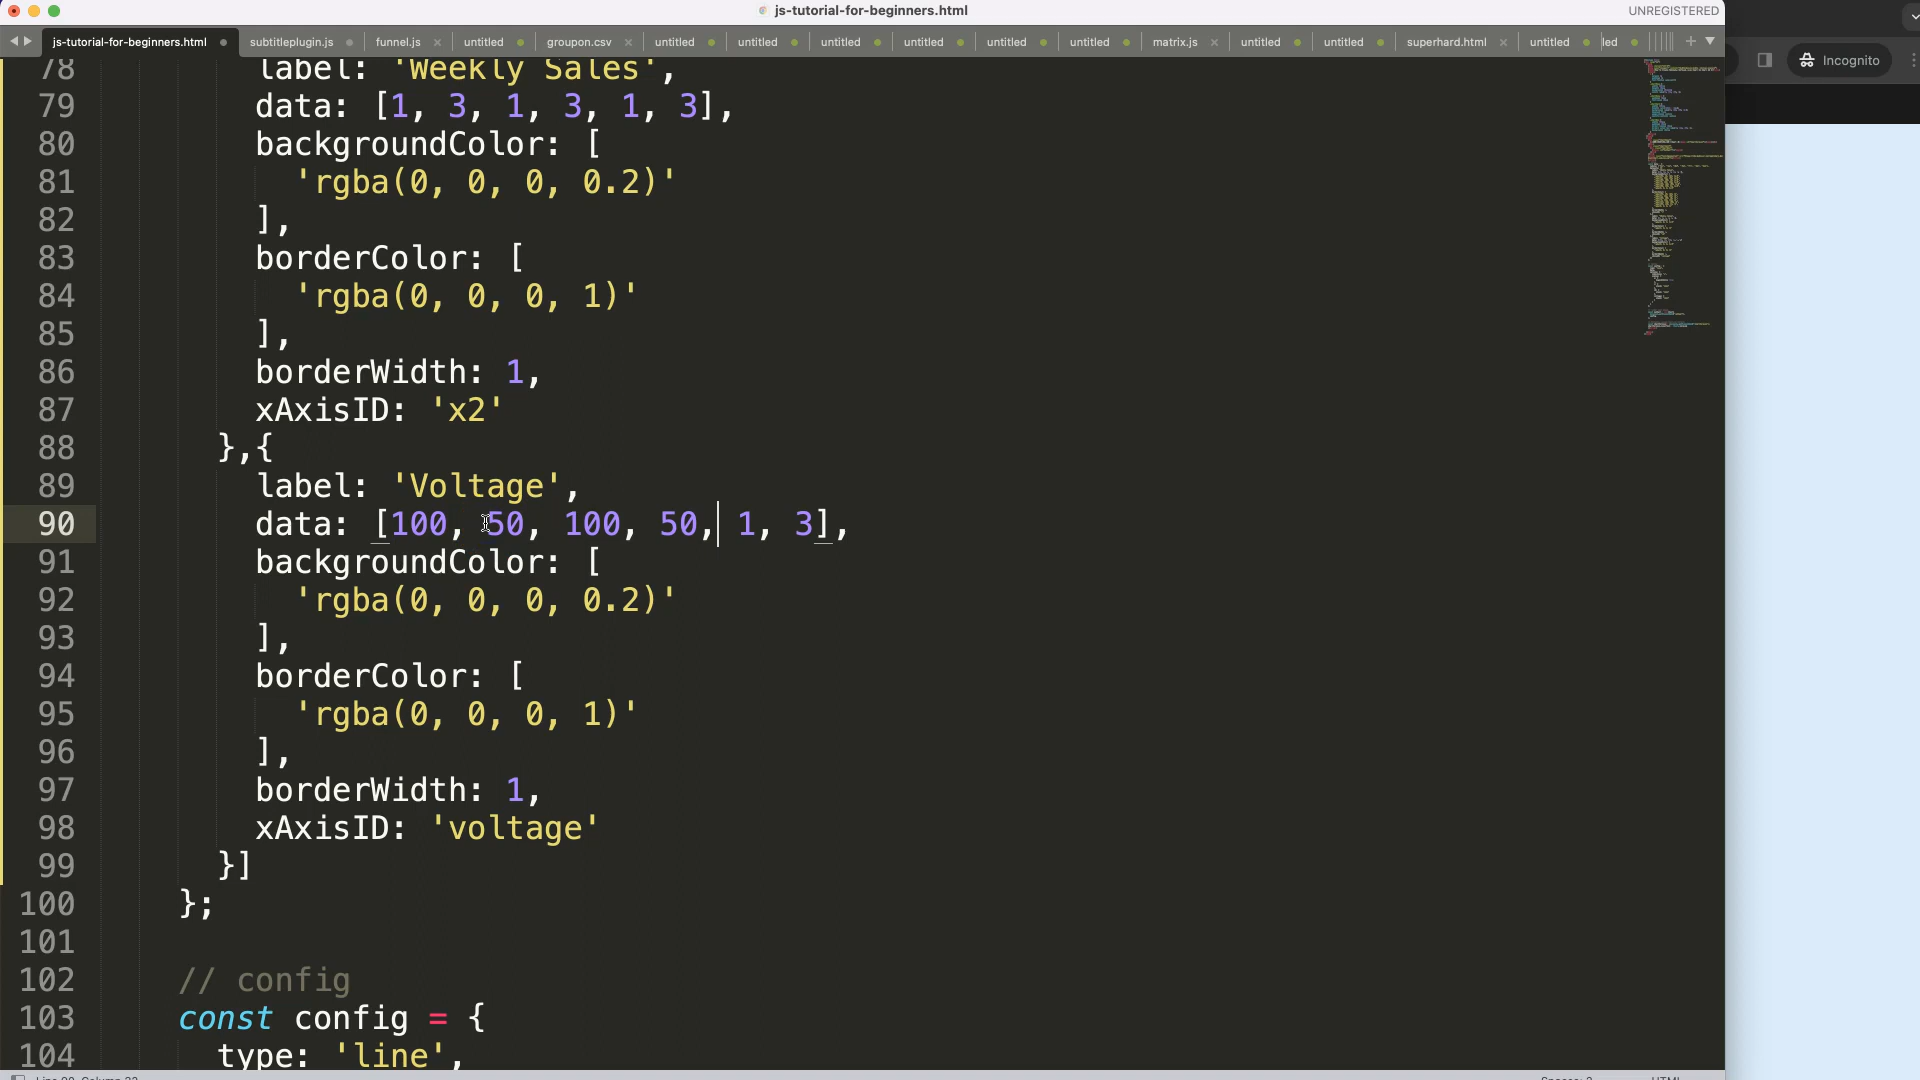 js-tutorial-for-beginners.html
UNREGISTERED
js-tutorial-for-beginners.html subtitleplugin.js funnel.js untitled groupon.csv untitled untitled untitled untitled untitled untitled matrix.js untitled untitled superhard.html untitled led
Incognito
78 label: 'Weekly Sales',
79 data: [1, 3, 1, 3, 1, 3],
80 backgroundColor: [
81 'rgba(0, 0, 0, 0.2)'
82 ],
83 borderColor: [
84 'rgba(0, 0, 0, 1)'
85 ],
86 borderWidth: 1,
87 xAxisID: 'x2'
88 },{
89 label: 'Voltage',
90 data: [100, 50, 100, 50, 1, 3],
91 backgroundColor: [
92 'rgba(0, 0, 0, 0.2)'
93 ],
94 borderColor: [
95 'rgba(0, 0, 0, 1)'
96 ],
97 borderWidth: 1,
98 xAxisID: 'voltage'
99 }]
100 };
101
102 // config
103 const config = {
104 type: 'line',